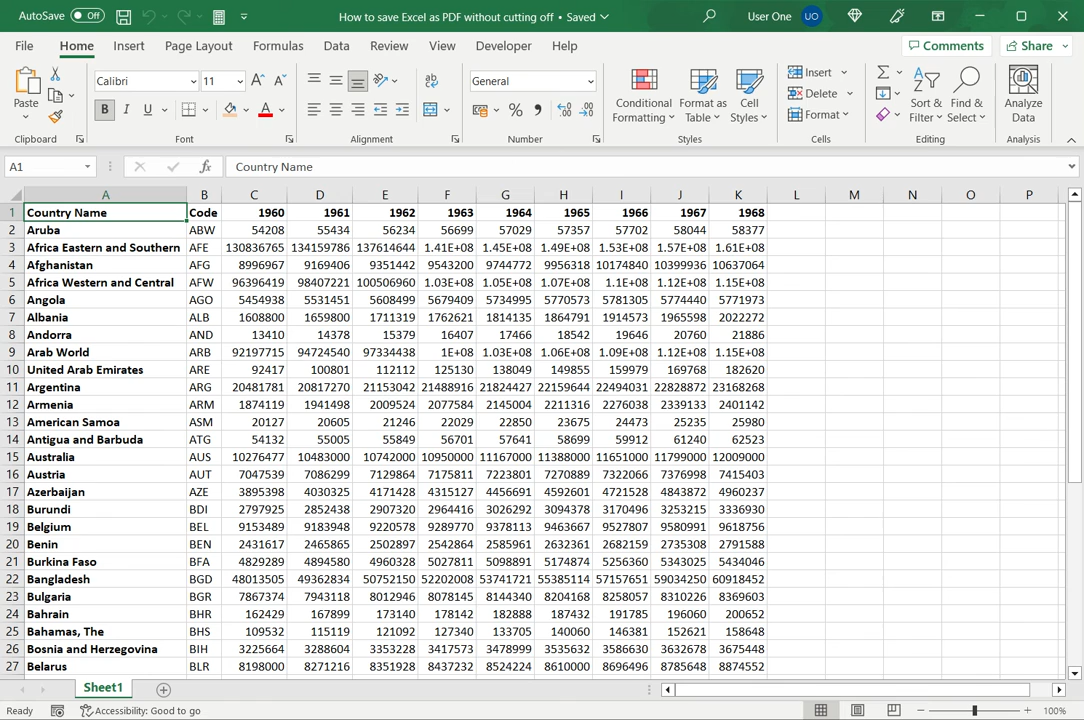 AutoSave Off How to save Excel as PDF without cutting off • Saved User One UO
File Home Insert Page Layout Formulas Data Review View Developer Help Comments Share
Paste Calibri 11 General Conditional Formatting Format as Table Cell Styles Insert Delete Format Sort & Filter Find & Select Analyze Data
B I U
Clipboard Font Alignment Number Styles Cells Editing Analysis
A1 fx Country Name
A B C D E F G H I J K L M N O P
1 Country Name Code 1960 1961 1962 1963 1964 1965 1966 1967 1968
2 Aruba ABW 54208 55434 56234 56699 57029 57357 57702 58044 58377
3 Africa Eastern and Southern AFE 130836765 134159786 137614644 1.41E+08 1.45E+08 1.49E+08 1.53E+08 1.57E+08 1.61E+08
4 Afghanistan AFG 8996967 9169406 9351442 9543200 9744772 9956318 10174840 10399936 10637064
5 Africa Western and Central AFW 96396419 98407221 100506960 1.03E+08 1.05E+08 1.07E+08 1.1E+08 1.12E+08 1.15E+08
6 Angola AGO 5454938 5531451 5608499 5679409 5734995 5770573 5781305 5774440 5771973
7 Albania ALB 1608800 1659800 1711319 1762621 1814135 1864791 1914573 1965598 2022272
8 Andorra AND 13410 14378 15379 16407 17466 18542 19646 20760 21886
9 Arab World ARB 92197715 94724540 97334438 1E+08 1.03E+08 1.06E+08 1.09E+08 1.12E+08 1.15E+08
10 United Arab Emirates ARE 92417 100801 112112 125130 138049 149855 159979 169768 182620
11 Argentina ARG 20481781 20817270 21153042 21488916 21824427 22159644 22494031 22828872 23168268
12 Armenia ARM 1874119 1941498 2009524 2077584 2145004 2211316 2276038 2339133 2401142
13 American Samoa ASM 20127 20605 21246 22029 22850 23675 24473 25235 25980
14 Antigua and Barbuda ATG 54132 55005 55849 56701 57641 58699 59912 61240 62523
15 Australia AUS 10276477 10483000 10742000 10950000 11167000 11388000 11651000 11799000 12009000
16 Austria AUT 7047539 7086299 7129864 7175811 7223801 7270889 7322066 7376998 7415403
17 Azerbaijan AZE 3895398 4030325 4171428 4315127 4456691 4592601 4721528 4843872 4960237
18 Burundi BDI 2797925 2852438 2907320 2964416 3026292 3094378 3170496 3253215 3336930
19 Belgium BEL 9153489 9183948 9220578 9289770 9378113 9463667 9527807 9580991 9618756
20 Benin BEN 2431617 2465865 2502897 2542864 2585961 2632361 2682159 2735308 2791588
21 Burkina Faso BFA 4829289 4894580 4960328 5027811 5098891 5174874 5256360 5343025 5434046
22 Bangladesh BGD 48013505 49362834 50752150 52202008 53741721 55385114 57157651 59034250 60918452
23 Bulgaria BGR 7867374 7943118 8012946 8078145 8144340 8204168 8258057 8310226 8369603
24 Bahrain BHR 162429 167899 173140 178142 182888 187432 191785 196060 200652
25 Bahamas, The BHS 109532 115119 121092 127340 133705 140060 146381 152621 158648
26 Bosnia and Herzegovina BIH 3225664 3288604 3353228 3417573 3478999 3535632 3586630 3632678 3675448
27 Belarus BLR 8198000 8271216 8351928 8437232 8524224 8610000 8696496 8785648 8874552
Sheet1
Ready Accessibility: Good to go 100%